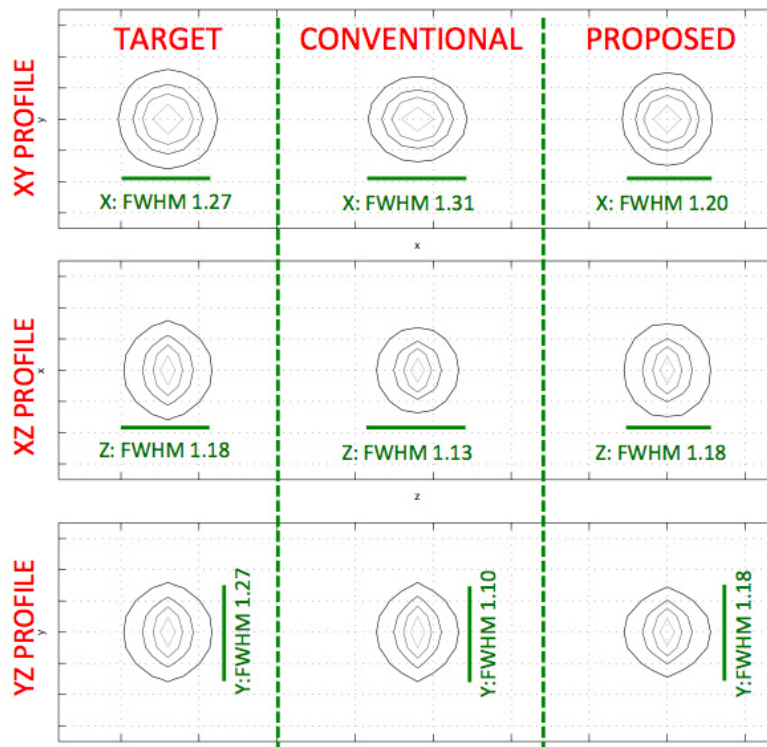 TARGET CONVENTIONAL PROPOSED
XY PROFILE
y
X: FWHM 1.27 X: FWHM 1.31 X: FWHM 1.20
x
XZ PROFILE
x
Z: FWHM 1.18 Z: FWHM 1.13 Z: FWHM 1.18
z
YZ PROFILE
y
Y:FWHM 1.27 Y:FWHM 1.10 Y:FWHM 1.18